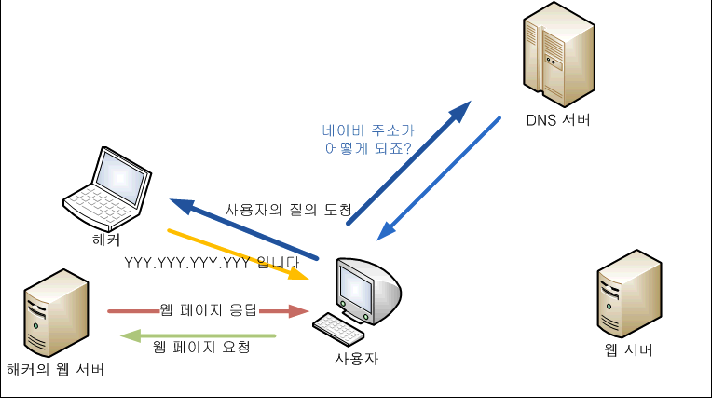 DNS 서버
네이비 주소가
어떻게 되죠?
사용자의 질의 도청
해커
YYY.YYY.YYY.YYY 입니다
웹 페이지 응답
웹 페이지 요청
해커의 웹 서버
사용자
웹 서버